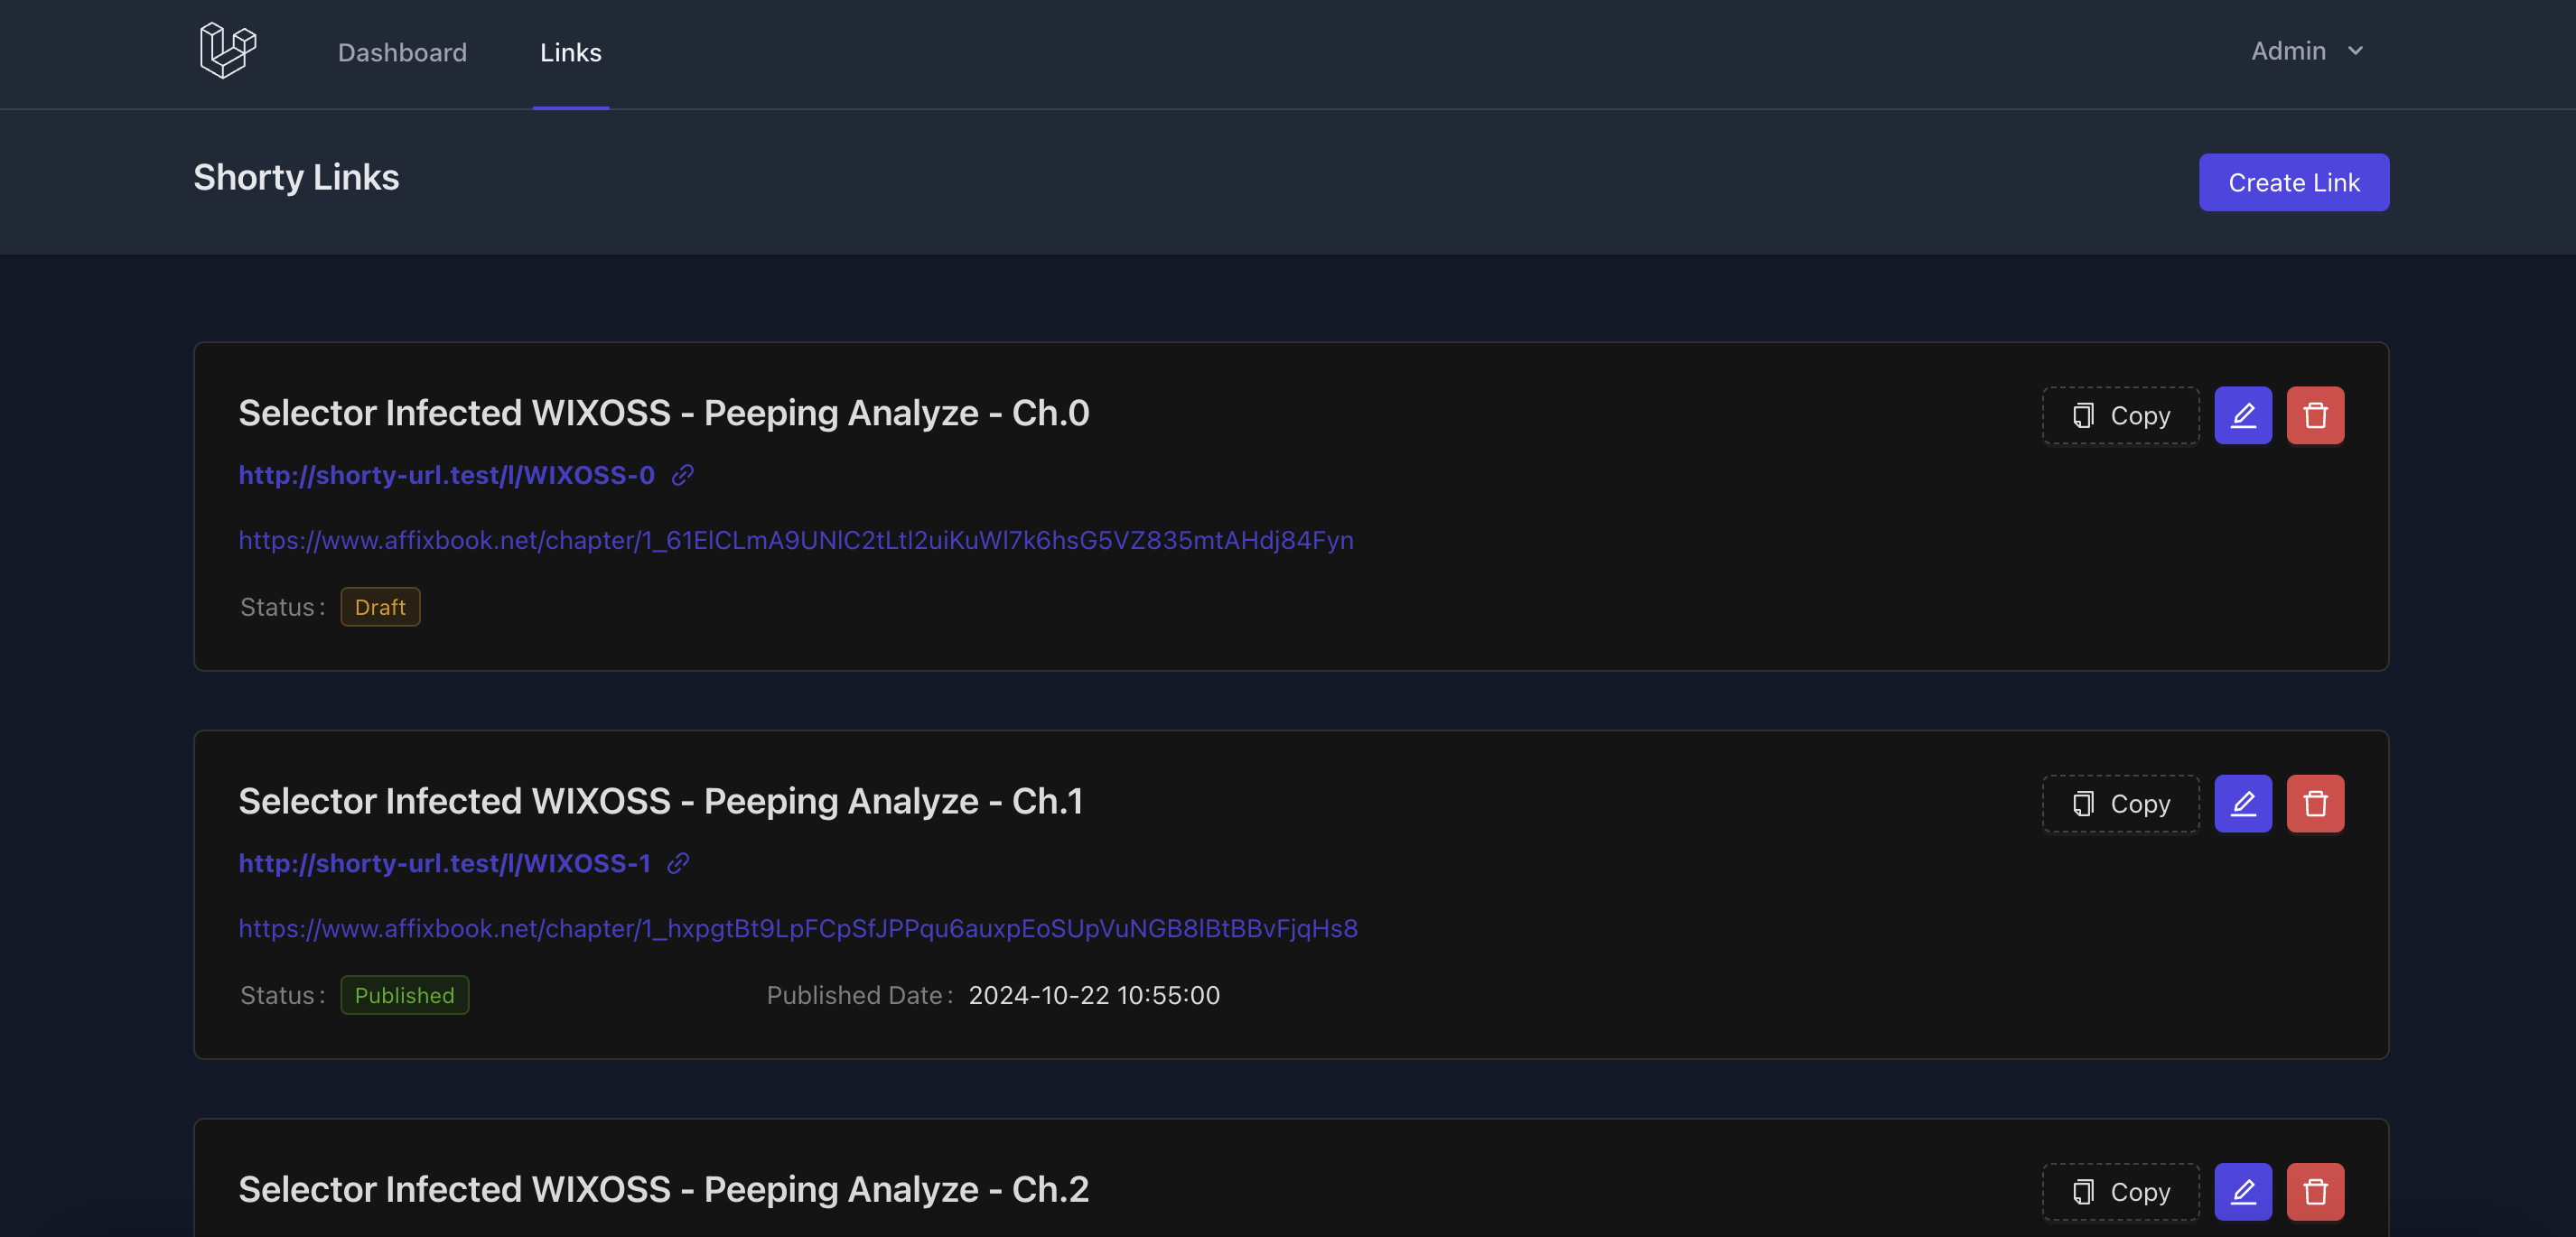 Dashboard
Links
Admin
Shorty Links
Create Link
Selector Infected WIXOSS - Peeping Analyze - Ch.0
Copy
http://shorty-url.test/l/WIXOSS-0
https://www.affixbook.net/chapter/1_61ElCLmA9UNlC2tLtl2uiKuWl7k6hsG5VZ835mtAHdj84Fyn
Status :
Draft
Selector Infected WIXOSS - Peeping Analyze - Ch.1
Copy
http://shorty-url.test/l/WIXOSS-1
https://www.affixbook.net/chapter/1_hxpgtBt9LpFCpSfJPPqu6auxpEoSUpVuNGB8lBtBBvFjqHs8
Status :
Published
Published Date :
2024-10-22 10:55:00
Selector Infected WIXOSS - Peeping Analyze - Ch.2
Copy